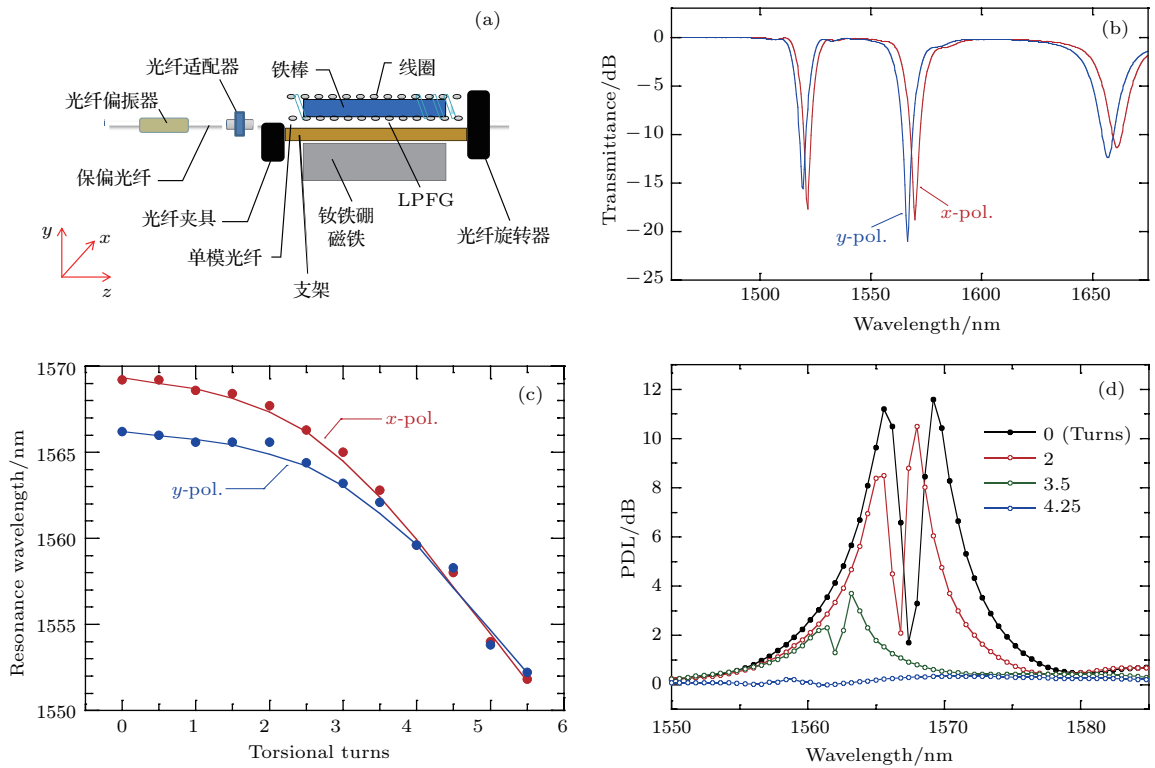 (a)
光纤适配器
铁棒
线圈
光纤偏振器
保偏光纤
LPFG
光纤夹具
钕铁硼
磁铁
光纤旋转器
单模光纤
支架
y
x
z
(b)
0
−5
−10
−15
−20
−25
Transmittance/dB
x-pol.
y-pol.
1500
1550
1600
1650
Wavelength/nm
(c)
1570
1565
1560
1554
1550
Resonance wavelength/nm
x-pol.
y-pol.
0
1
2
3
4
5
6
Torsional turns
(d)
12
10
8
6
4
2
0
PDL/dB
0 (Turns)
2
3.5
4.25
1550
1560
1570
1580
Wavelength/nm